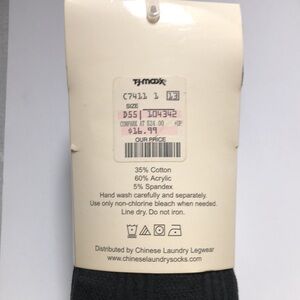 T·J·maxx
C7411 1 13
SIZE
D55 104342
COMPARE AT $24.00
$16.99
OUR PRICE
35% Cotton
60% Acrylic
5% Spandex
Hand wash carefully and separately.
Use only non-chlorine bleach when needed.
Line dry. Do not iron.
Distributed by Chinese Laundry Legwear
www.chineselaundrysocks.com